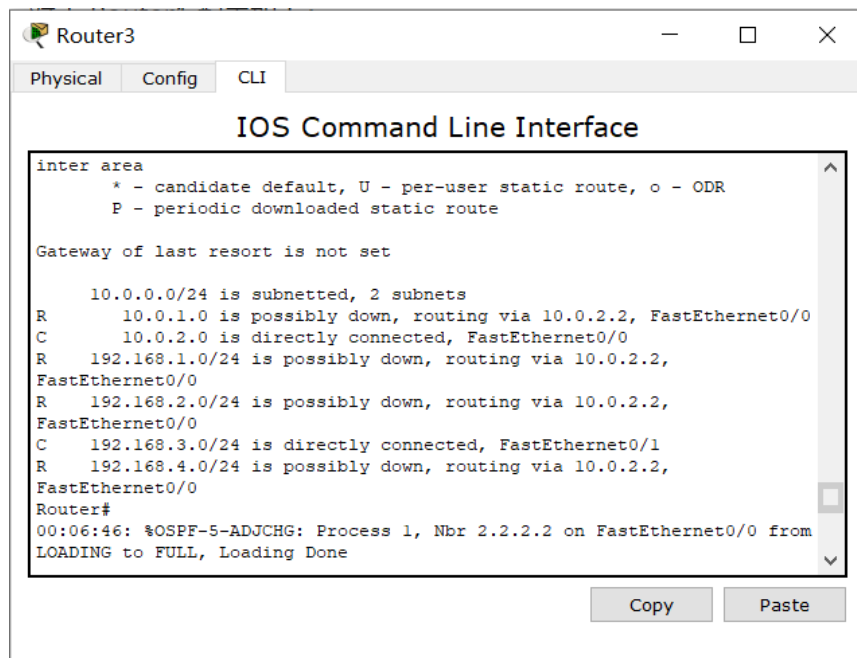 Router3
Physical Config CLI
IOS Command Line Interface
inter area
* - candidate default, U - per-user static route, o - ODR
P - periodic downloaded static route
Gateway of last resort is not set
10.0.0.0/24 is subnetted, 2 subnets
R 10.0.1.0 is possibly down, routing via 10.0.2.2, FastEthernet0/0
C 10.0.2.0 is directly connected, FastEthernet0/0
R 192.168.1.0/24 is possibly down, routing via 10.0.2.2,
FastEthernet0/0
R 192.168.2.0/24 is possibly down, routing via 10.0.2.2,
FastEthernet0/0
C 192.168.3.0/24 is directly connected, FastEthernet0/1
R 192.168.4.0/24 is possibly down, routing via 10.0.2.2,
FastEthernet0/0
Router#
00:06:46: %OSPF-5-ADJCHG: Process 1, Nbr 2.2.2.2 on FastEthernet0/0 from
LOADING to FULL, Loading Done
Copy Paste